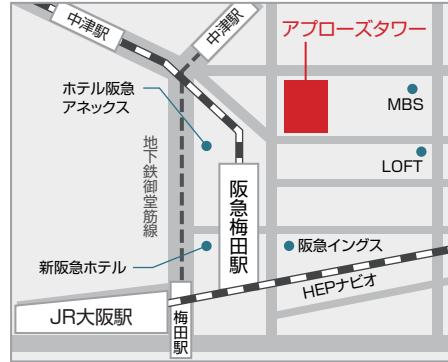 中津駅
中津駅
アプローズタワー
ホテル阪急
アネックス
MBS
地下鉄御堂筋線
LOFT
阪急梅田駅
新阪急ホテル
阪急イングス
HEPナビオ
JR大阪駅
梅田駅